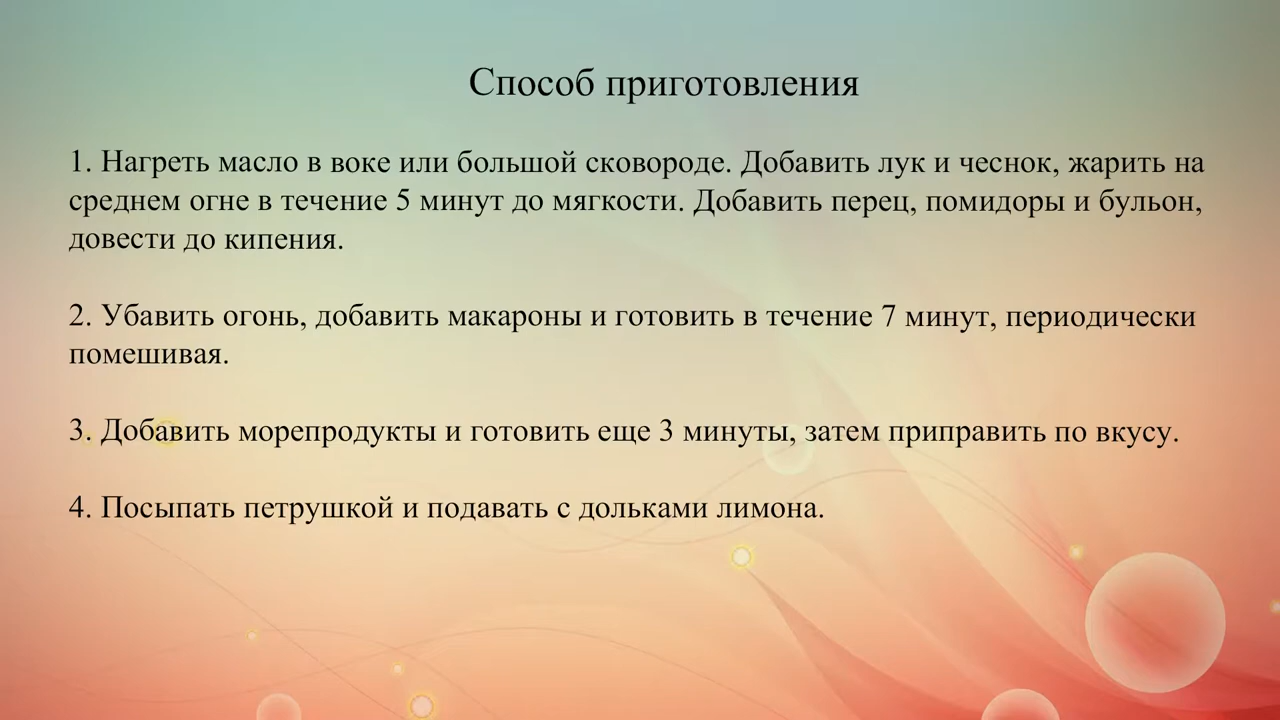 Способ приготовления
1. Нагреть масло в воке или большой сковороде. Добавить лук и чеснок, жарить на
среднем огне в течение 5 минут до мягкости. Добавить перец, помидоры и бульон,
довести до кипения.
2. Убавить огонь, добавить макароны и готовить в течение 7 минут, периодически
помешивая.
3. Добавить морепродукты и готовить еще 3 минуты, затем приправить по вкусу.
4. Посыпать петрушкой и подавать с дольками лимона.